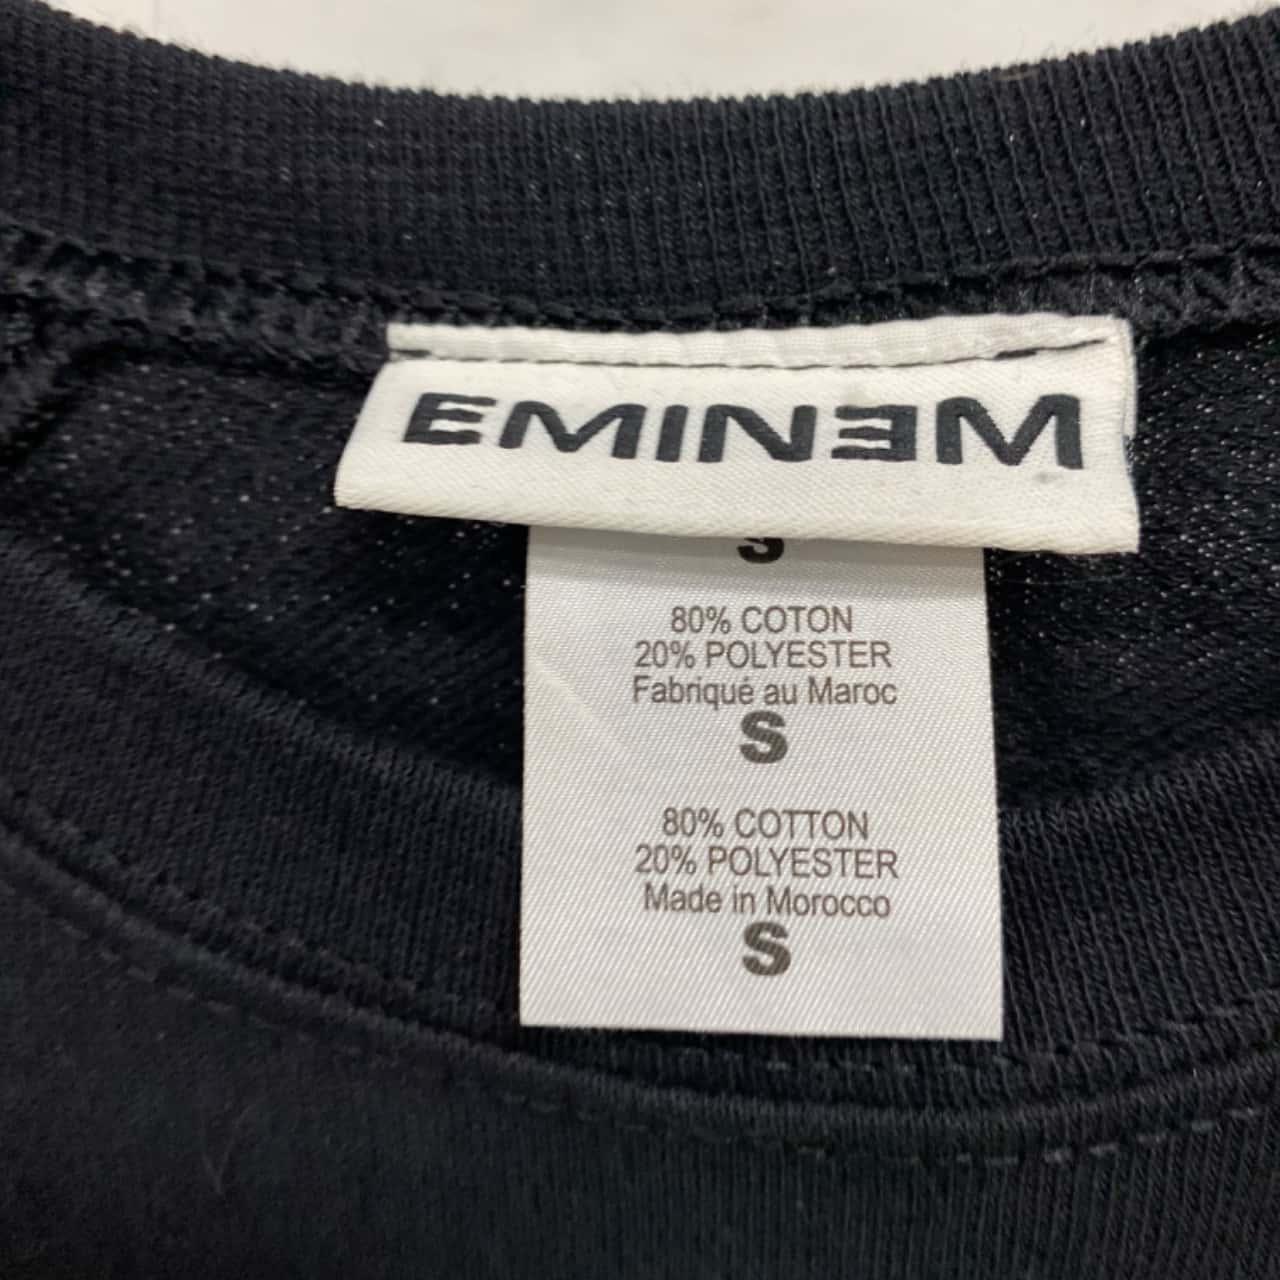 EMINƎM
S
80% COTON
20% POLYESTER
Fabriqué au Maroc
S
80% COTTON
20% POLYESTER
Made in Morocco
S